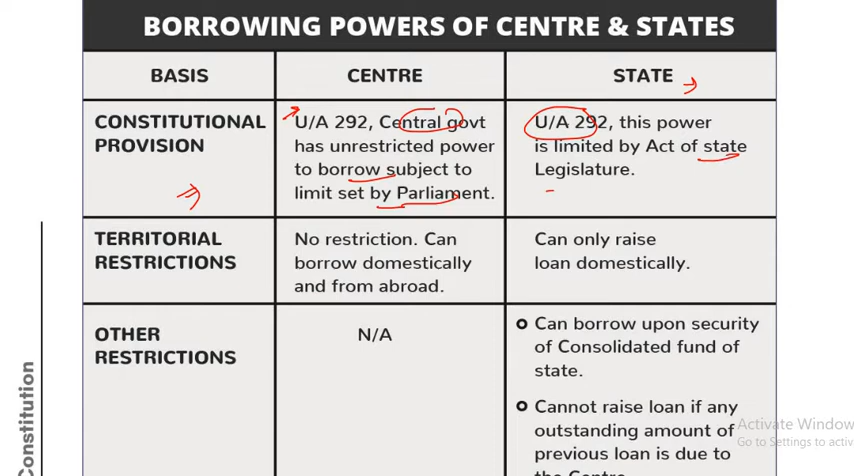 BORROWING POWERS OF CENTRE & STATES
BASIS
CENTRE
STATE
CONSTITUTIONAL
PROVISION
U/A 292, Central govt
has unrestricted power
to borrow subject to
limit set by Parliament.
U/A 292, this power
is limited by Act of state
Legislature.
TERRITORIAL
RESTRICTIONS
No restriction. Can
borrow domestically
and from abroad.
Can only raise
loan domestically.
OTHER
RESTRICTIONS
N/A
Can borrow upon security
of Consolidated fund of
state.
Cannot raise loan if any
outstanding amount of
previous loan is due to
the Centre
Constitution
Activate Window
Go to Settings to activ